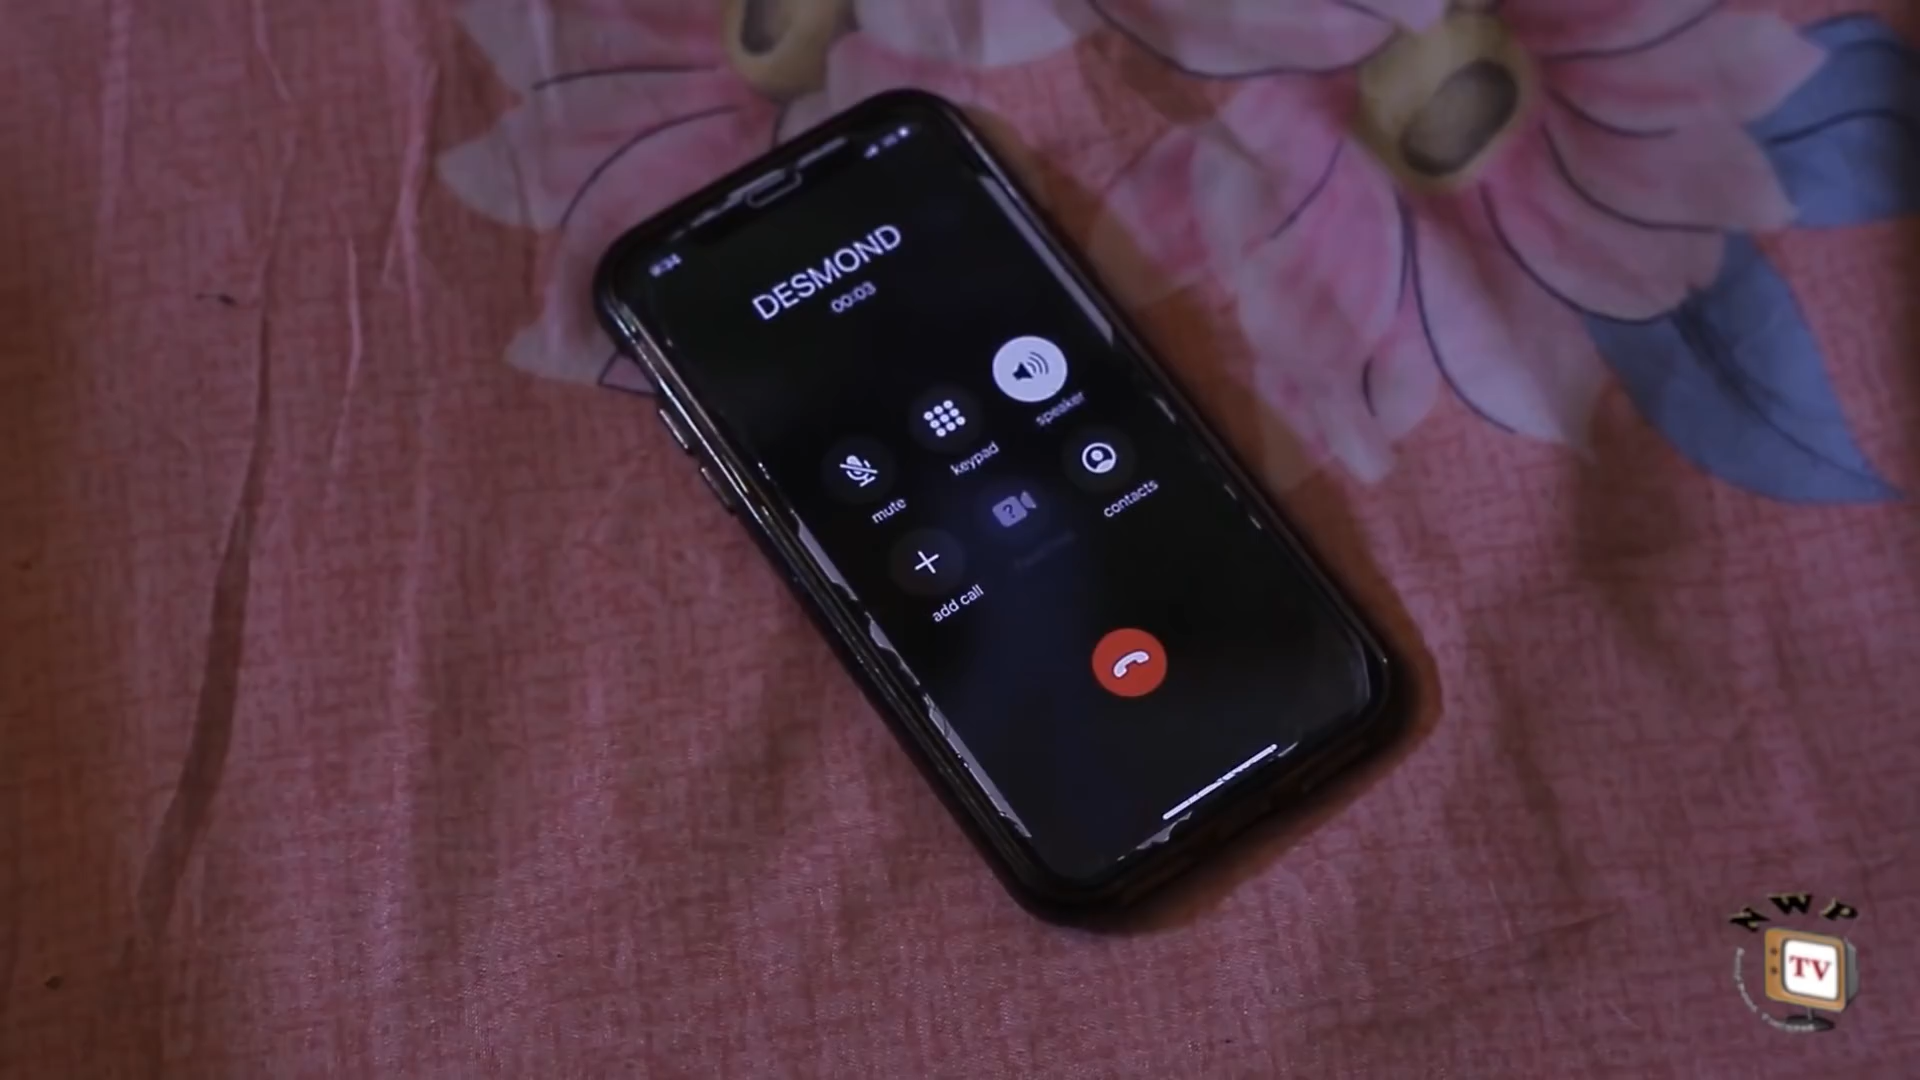 DESMOND
00:03
speaker
keypad
mute
contacts
add call
NWP
TV